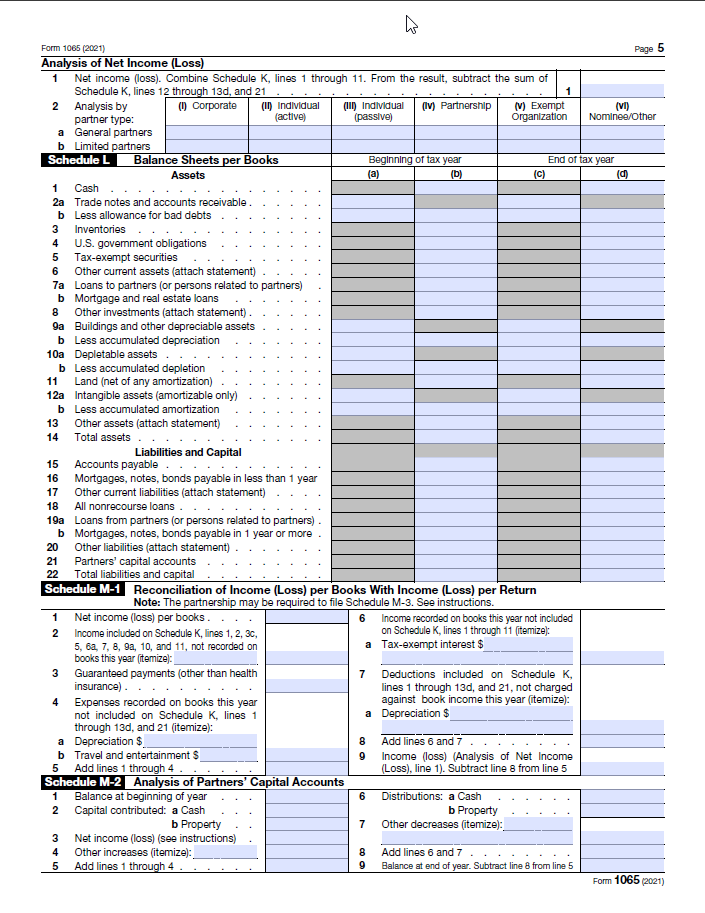 Form 1065 (2021) Page 5
Analysis of Net Income (Loss)
1 Net income (loss). Combine Schedule K, lines 1 through 11. From the result, subtract the sum of
Schedule K, lines 12 through 13d, and 21 . . . . . . . . . . . . . . . . . 1
2 Analysis by (i) Corporate (ii) Individual (iii) Individual (iv) Partnership (v) Exempt (vi)
partner type: (active) (passive) Organization Nominee/Other
a General partners
b Limited partners
Schedule L Balance Sheets per Books Beginning of tax year End of tax year
Assets (a) (b) (c) (d)
1 Cash . . . . . . . . . . . . . . .
2a Trade notes and accounts receivable . . . . . .
b Less allowance for bad debts . . . . . . . .
3 Inventories . . . . . . . . . . . . .
4 U.S. government obligations . . . . . . . .
5 Tax-exempt securities . . . . . . . . . .
6 Other current assets (attach statement) . . . . .
7a Loans to partners (or persons related to partners) .
b Mortgage and real estate loans . . . . . . .
8 Other investments (attach statement) . . . . . .
9a Buildings and other depreciable assets . . . . .
b Less accumulated depreciation . . . . . . .
10a Depletable assets . . . . . . . . . . .
b Less accumulated depletion . . . . . . . .
11 Land (net of any amortization) . . . . . . . .
12a Intangible assets (amortizable only) . . . . . .
b Less accumulated amortization . . . . . . .
13 Other assets (attach statement) . . . . . . .
14 Total assets . . . . . . . . . . . . .
Liabilities and Capital
15 Accounts payable . . . . . . . . . . .
16 Mortgages, notes, bonds payable in less than 1 year
17 Other current liabilities (attach statement) . . . .
18 All nonrecourse loans . . . . . . . . . .
19a Loans from partners (or persons related to partners) .
b Mortgages, notes, bonds payable in 1 year or more .
20 Other liabilities (attach statement) . . . . . . .
21 Partners' capital accounts . . . . . . . . .
22 Total liabilities and capital . . . . . . . . .
Schedule M-1 Reconciliation of Income (Loss) per Books With Income (Loss) per Return
Note: The partnership may be required to file Schedule M-3. See instructions.
1 Net income (loss) per books . . . .
2 Income included on Schedule K, lines 1, 2, 3c,
5, 6a, 7, 8, 9a, 10, and 11, not recorded on
books this year (itemize):
3 Guaranteed payments (other than health
insurance) . . . . . . . . .
4 Expenses recorded on books this year
not included on Schedule K, lines 1
through 13d, and 21 (itemize):
a Depreciation $
b Travel and entertainment $
5 Add lines 1 through 4 . . . . . .
6 Income recorded on books this year not included
on Schedule K, lines 1 through 11 (itemize):
a Tax-exempt interest $
7 Deductions included on Schedule K,
lines 1 through 13d, and 21, not charged
against book income this year (itemize):
a Depreciation $
8 Add lines 6 and 7 . . . . . . . .
9 Income (loss) (Analysis of Net Income
(Loss), line 1). Subtract line 8 from line 5
Schedule M-2 Analysis of Partners' Capital Accounts
1 Balance at beginning of year . . .
2 Capital contributed: a Cash . . .
b Property . .
3 Net income (loss) (see instructions) .
4 Other increases (itemize):
5 Add lines 1 through 4 . . . . . .
6 Distributions: a Cash . . . . . .
b Property . . . . .
7 Other decreases (itemize):
8 Add lines 6 and 7 . . . . . . . .
9 Balance at end of year. Subtract line 8 from line 5
Form 1065 (2021)